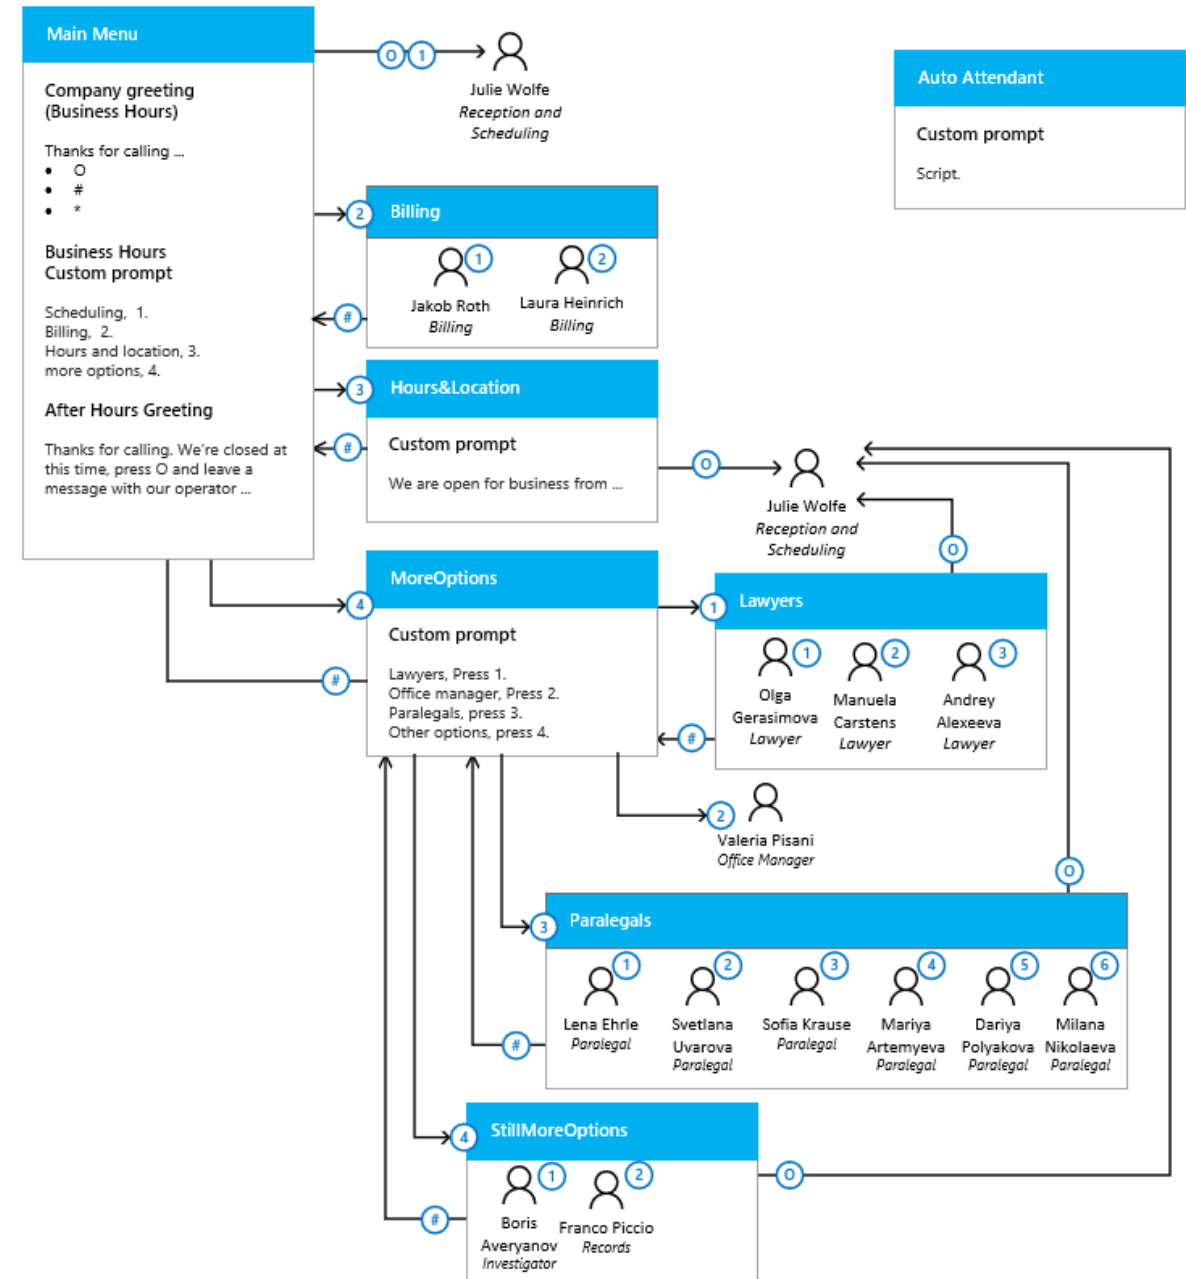 Main Menu
Company greeting
(Business Hours)
Thanks for calling ...
• O
• #
• *
Business Hours
Custom prompt
Scheduling, 1.
Billing, 2.
Hours and location, 3.
more options, 4.
After Hours Greeting
Thanks for calling. We're closed at
this time, press O and leave a
message with our operator ...
O 1
Julie Wolfe
Reception and
Scheduling
Auto Attendant
Custom prompt
Script.
2
Billing
1
Jakob Roth
Billing
2
Laura Heinrich
Billing
#
3
Hours&Location
Custom prompt
We are open for business from ...
#
O
Julie Wolfe
Reception and
Scheduling
4
MoreOptions
Custom prompt
Lawyers, Press 1.
Office manager, Press 2.
Paralegals, press 3.
Other options, press 4.
#
1
Lawyers
O
1
Olga
Gerasimova
Lawyer
2
Manuela
Carstens
Lawyer
3
Andrey
Alexeeva
Lawyer
#
2
Valeria Pisani
Office Manager
3
Paralegals
O
1
Lena Ehrle
Paralegal
2
Svetlana
Uvarova
Paralegal
3
Sofia Krause
Paralegal
4
Mariya
Artemyeva
Paralegal
5
Dariya
Polyakova
Paralegal
6
Milana
Nikolaeva
Paralegal
#
4
StillMoreOptions
O
1
Boris
Averyanov
Investigator
2
Franco Piccio
Records
#